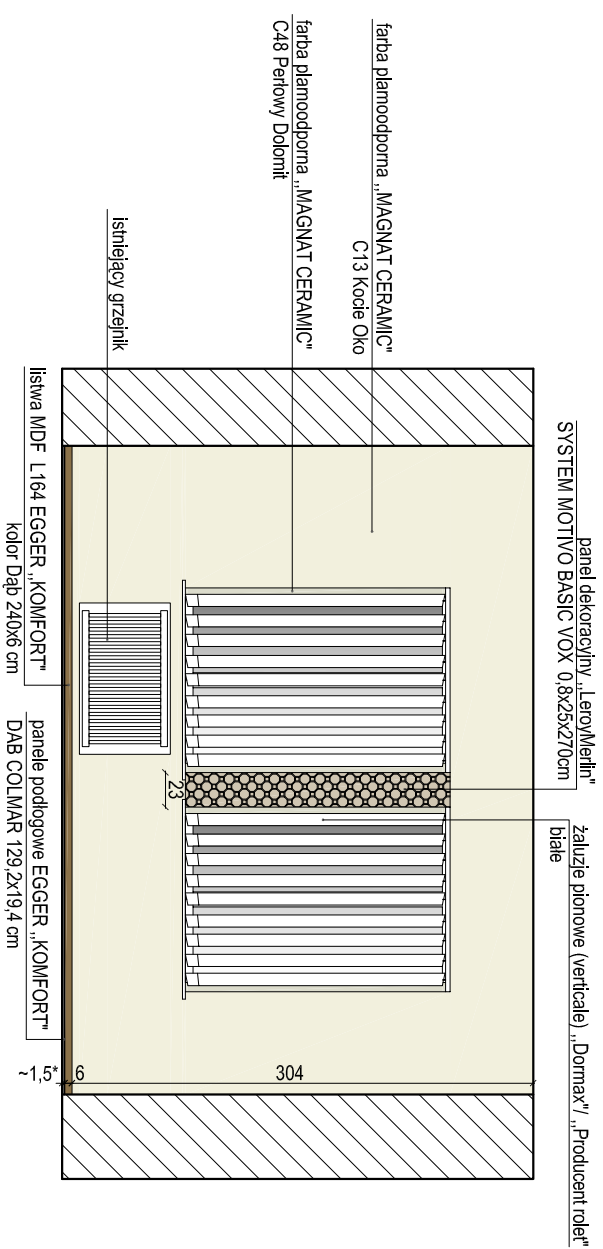 panel dekoracyjny „LeroyMerlin"
SYSTEM MOTIVO BASIC VOX 0,8x25x270cm
żaluzje pionowe (verticale) „Dormax"/ „Producent rolet"
białe
farba plamoodporna „MAGNAT CERAMIC"
C13 Kocie Oko
farba plamoodporna „MAGNAT CERAMIC"
C48 Perłowy Dolomit
istniejący grzejnik
23
304
6
~1,5*
listwa MDF L164 EGGER „KOMFORT"
kolor Dąb 240x6 cm
panele podłogowe EGGER „KOMFORT"
DĄB COLMAR 129,2x19,4 cm